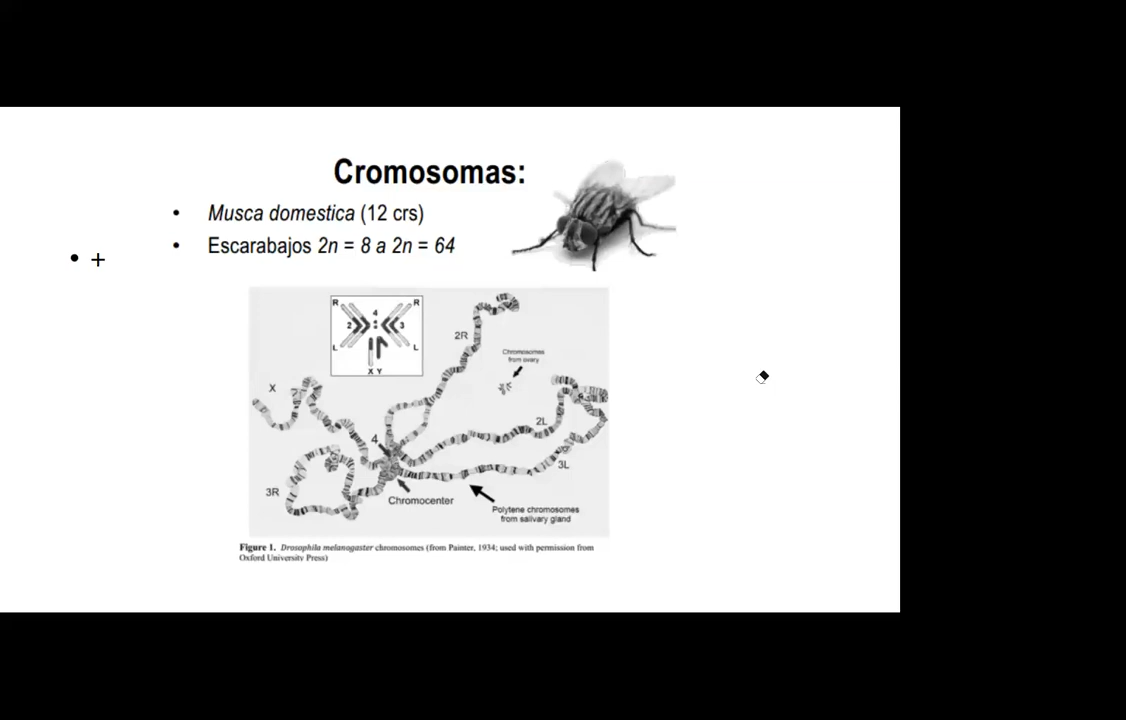 Cromosomas:
• Musca domestica (12 crs)
• Escarabajos 2n = 8 a 2n = 64
• +
R R
4
2 3
L L
X Y
2R
Chromosomes
from ovary
X
2L
4
3L
3R
Chromocenter
Polytene chromosomes
from salivary gland
Figure 1. Drosophila melanogaster chromosomes (from Painter, 1934; used with permission from
Oxford University Press)